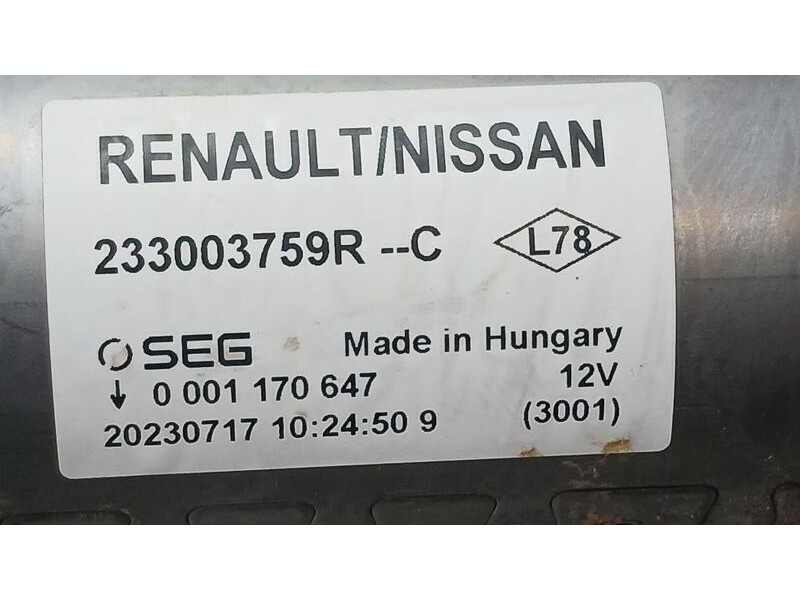 RENAULT/NISSAN
233003759R --C L78
SEG Made in Hungary
↓ 0 001 170 647 12V
20230717 10:24:50 9 (3001)